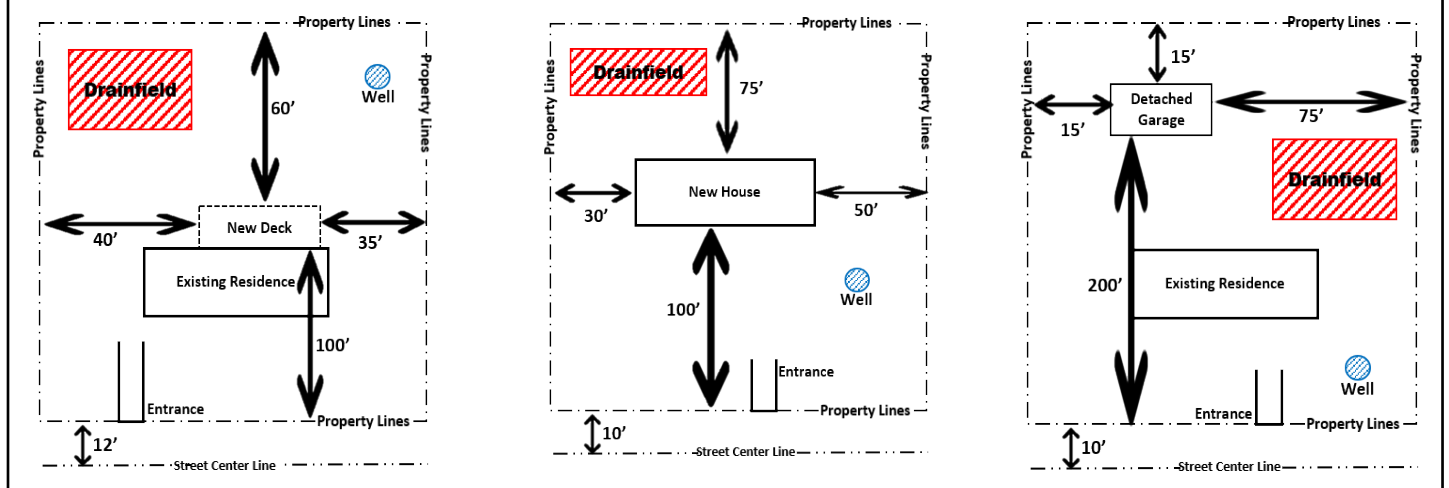 Property Lines
Property Lines
Drainfield
Well
Property Lines
60’
New Deck
40’
35’
Existing Residence
100’
Entrance
Property Lines
12’
Street Center Line
Property Lines
Property Lines
Drainfield
75’
Property Lines
New House
30’
50’
Well
100’
Entrance
Property Lines
10’
Street Center Line
Property Lines
15’
Property Lines
Detached
Garage
15’
75’
Property Lines
Drainfield
200’
Existing Residence
Well
Entrance
Property Lines
10’
Street Center Line